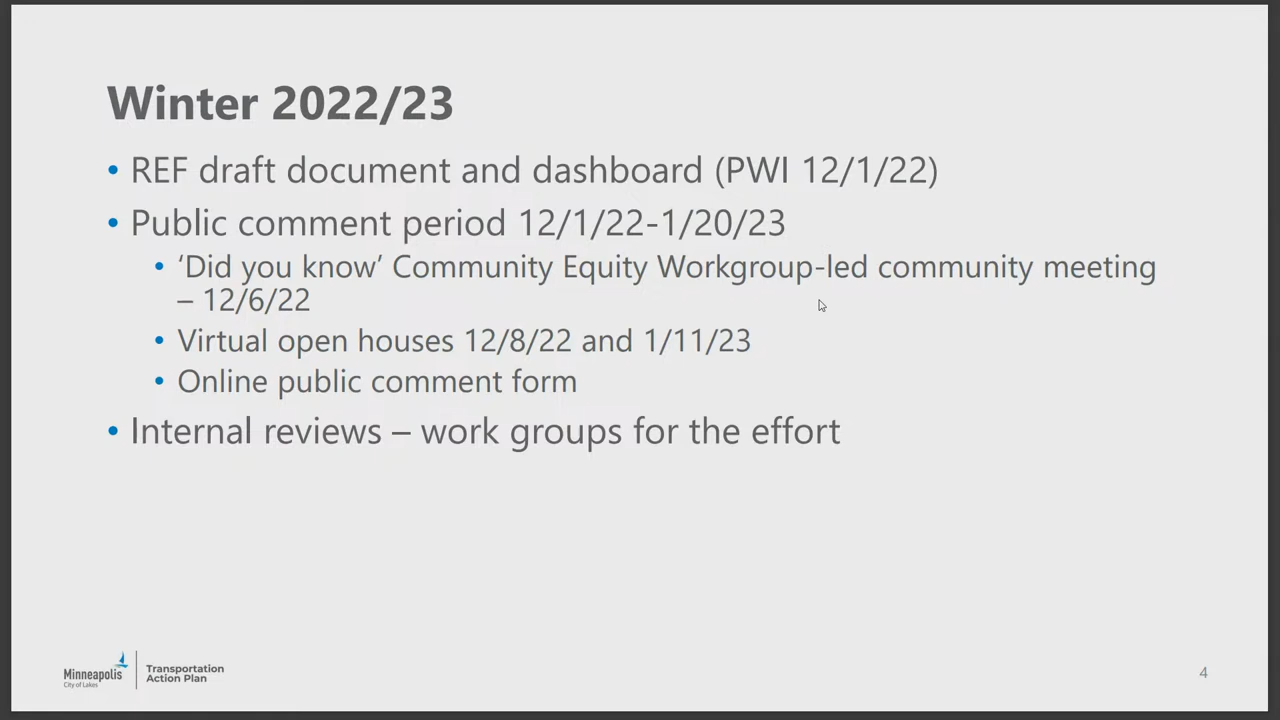 Winter 2022/23
• REF draft document and dashboard (PWI 12/1/22)
• Public comment period 12/1/22-1/20/23
• ‘Did you know’ Community Equity Workgroup-led community meeting
– 12/6/22
• Virtual open houses 12/8/22 and 1/11/23
• Online public comment form
• Internal reviews – work groups for the effort
Minneapolis
City of Lakes
Transportation
Action Plan
4